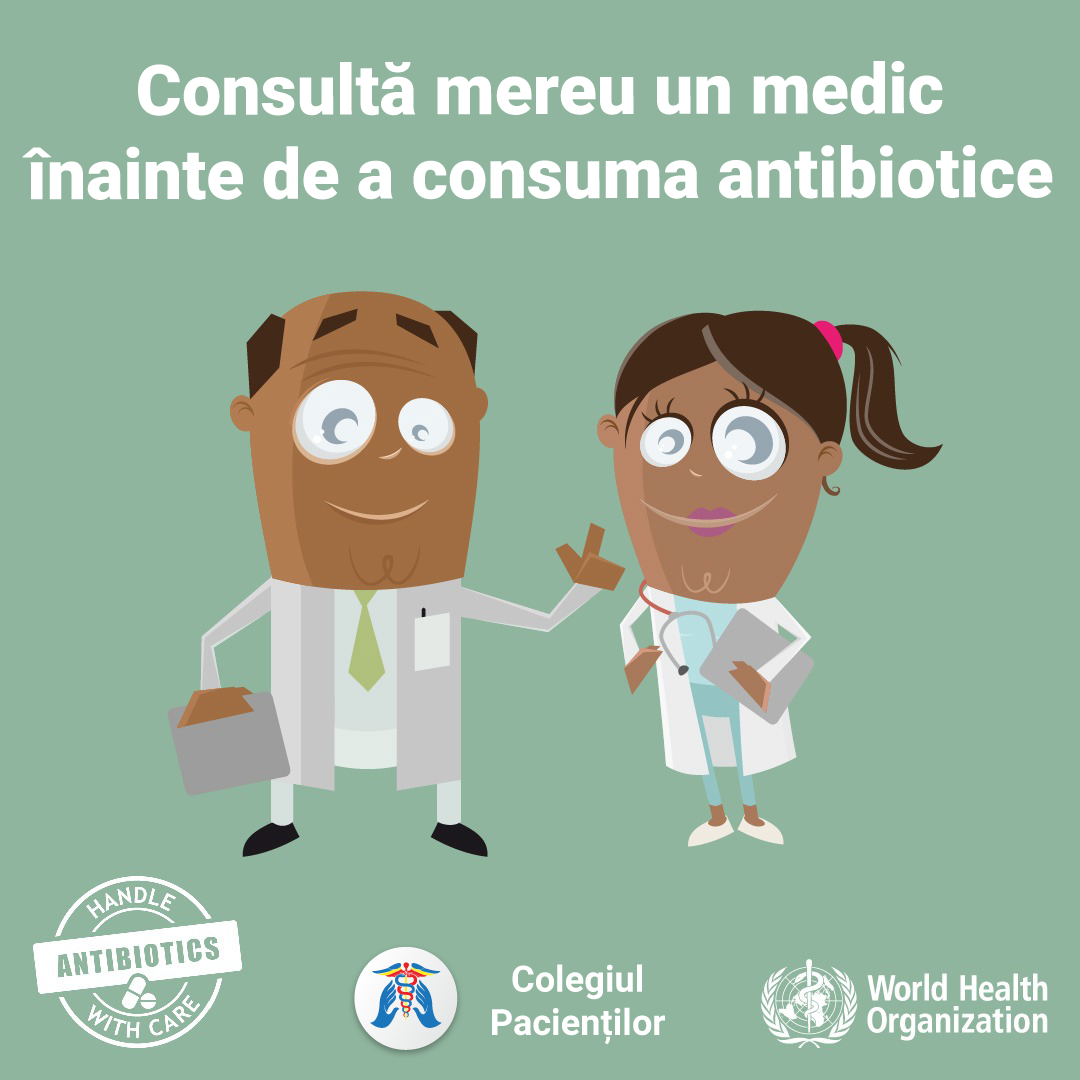 Consultă mereu un medic
înainte de a consuma antibiotice
HANDLE
ANTIBIOTICS
WITH CARE
Colegiul
Pacienților
World Health
Organization